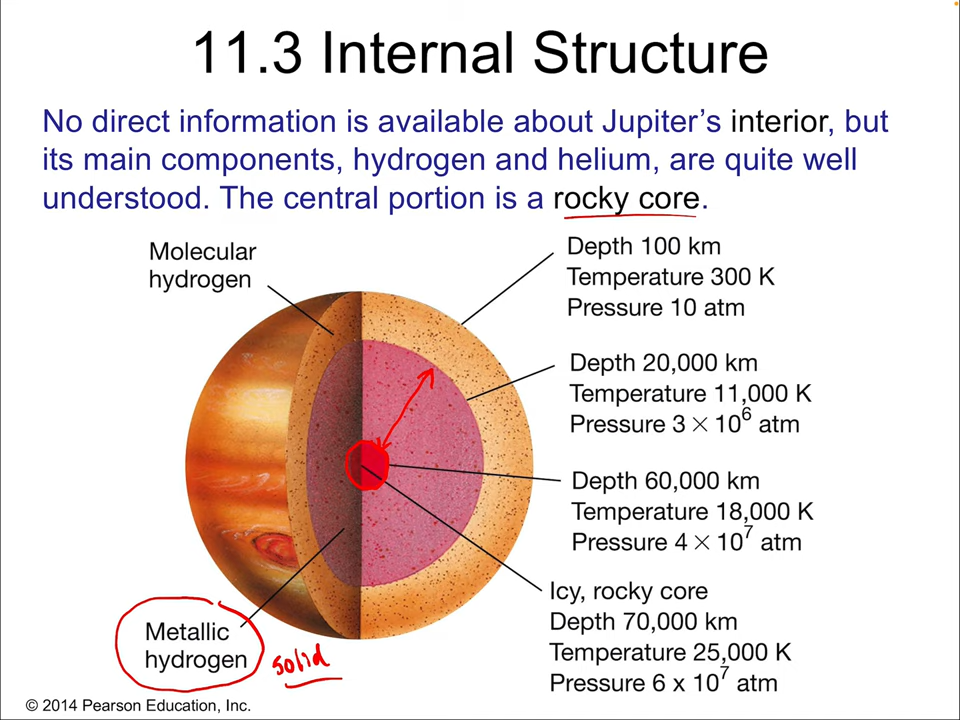 11.3 Internal Structure
No direct information is available about Jupiter's interior, but
its main components, hydrogen and helium, are quite well
understood. The central portion is a rocky core.
Molecular
hydrogen
Depth 100 km
Temperature 300 K
Pressure 10 atm
Depth 20,000 km
Temperature 11,000 K
Pressure 3 × 10⁶ atm
Depth 60,000 km
Temperature 18,000 K
Pressure 4 × 10⁷ atm
Icy, rocky core
Depth 70,000 km
Temperature 25,000 K
Pressure 6 x 10⁷ atm
Metallic
hydrogen
solid
© 2014 Pearson Education, Inc.